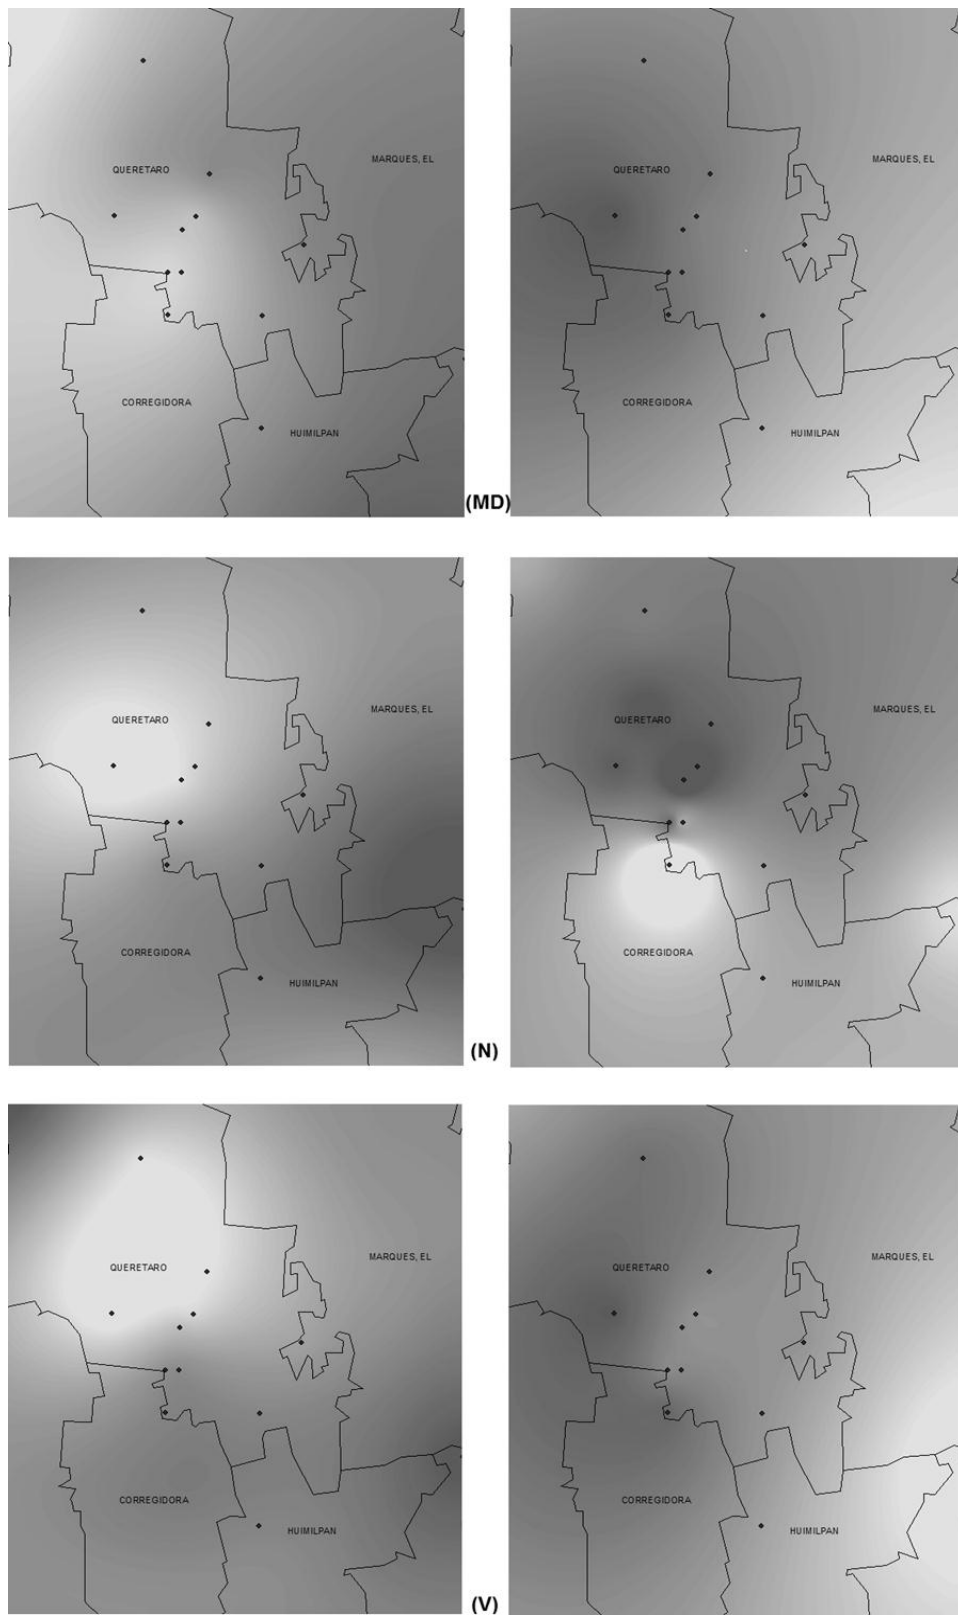 MARQUES, EL
QUERETARO
CORREGIDORA
HUIMILPAN
MARQUES, EL
QUERETARO
CORREGIDORA
HUIMILPAN
(MD)
MARQUES, EL
QUERETARO
CORREGIDORA
HUIMILPAN
MARQUES, EL
QUERETARO
CORREGIDORA
HUIMILPAN
(N)
MARQUES, EL
QUERETARO
CORREGIDORA
HUIMILPAN
MARQUES, EL
QUERETARO
CORREGIDORA
HUIMILPAN
(V)